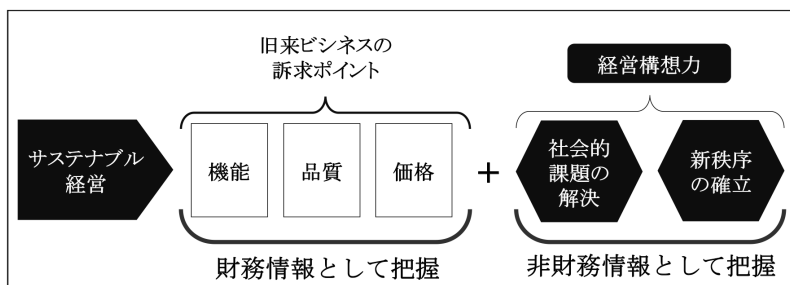 旧来ビシネスの
訴求ポイント
経営構想力
サステナブル
経営
機能
品質
価格
+
社会的
課題の
解決
新秩序
の確立
財務情報として把握
非財務情報として把握